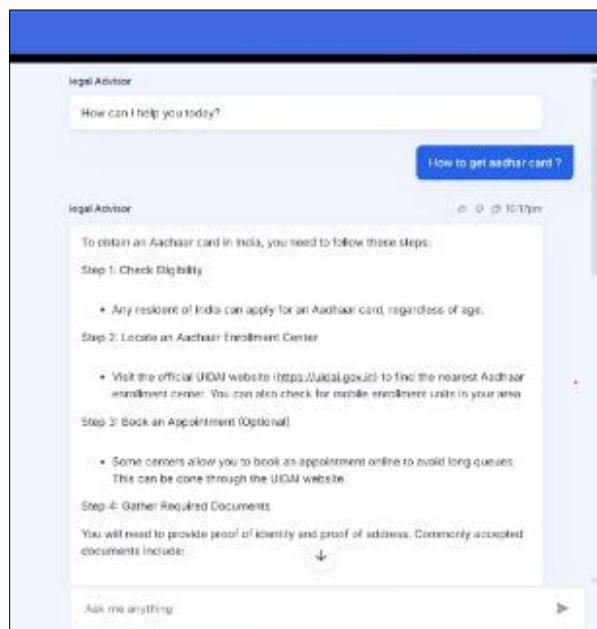 legal Advisor
How can I help you today?
How to get aadhar card ?
legal Advisor
10:17pm
To obtain an Aadhaar card in India, you need to follow these steps:
Step 1: Check Eligibility
• Any resident of India can apply for an Aadhaar card, regardless of age.
Step 2: Locate an Aadhaar Enrollment Center
• Visit the official UIDAI website (https://uidai.gov.in) to find the nearest Aadhaar
enrollment center. You can also check for mobile enrollment units in your area
Step 3: Book an Appointment (Optional)
• Some centers allow you to book an appointment online to avoid long queues.
This can be done through the UIDAI website.
Step 4: Gather Required Documents
You will need to provide proof of identity and proof of address. Commonly accepted
documents include:
Ask me anything